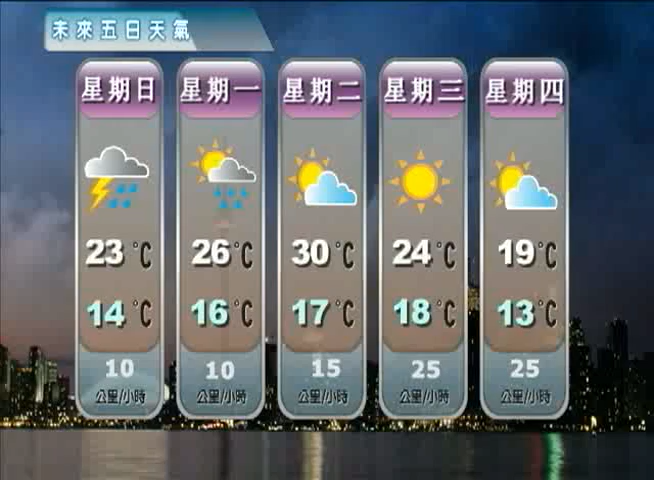 未來五日天氣
星期日 星期一 星期二 星期三 星期四
23 °C 26 °C 30 °C 24 °C 19 °C
14 °C 16 °C 17 °C 18 °C 13 °C
10 10 15 25 25
公里/小時 公里/小時 公里/小時 公里/小時 公里/小時